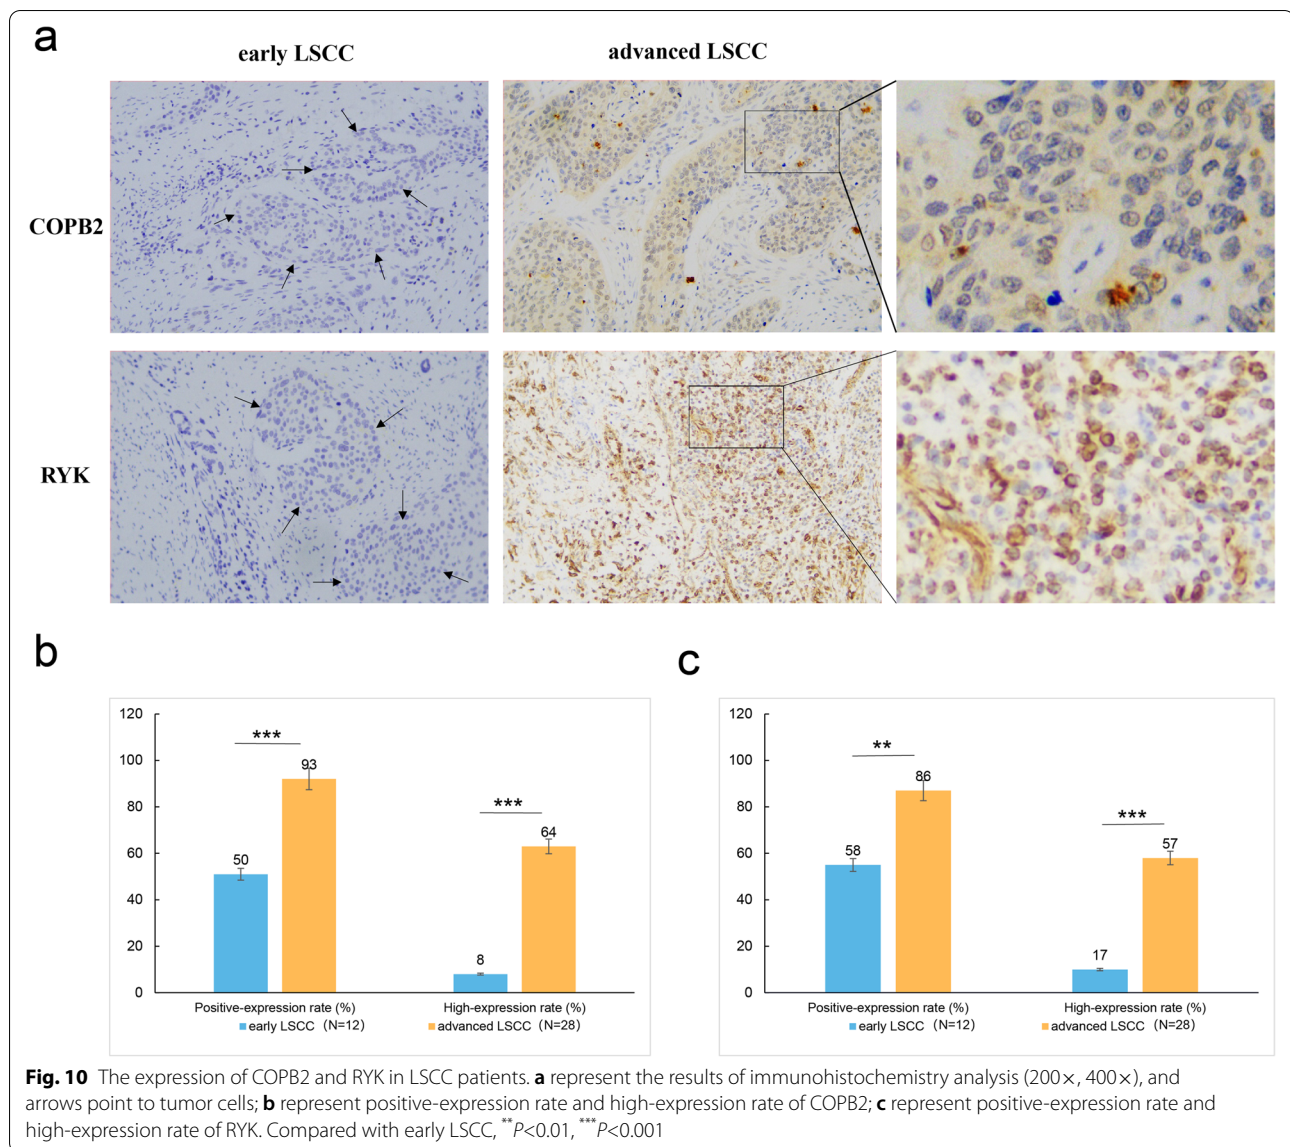 a
early LSCC
advanced LSCC
COPB2
RYK
b
120
100
80
60
40
20
0
***
50
93
***
8
64
Positive-expression rate (%)
High-expression rate (%)
early LSCC（N=12）
advanced LSCC（N=28）
c
120
100
80
60
40
20
0
**
58
86
***
17
57
Positive-expression rate (%)
High-expression rate (%)
early LSCC（N=12）
advanced LSCC（N=28）
Fig. 10 The expression of COPB2 and RYK in LSCC patients. a represent the results of immunohistochemistry analysis (200×, 400×), and
arrows point to tumor cells; b represent positive-expression rate and high-expression rate of COPB2; c represent positive-expression rate and
high-expression rate of RYK. Compared with early LSCC, **P<0.01, ***P<0.001